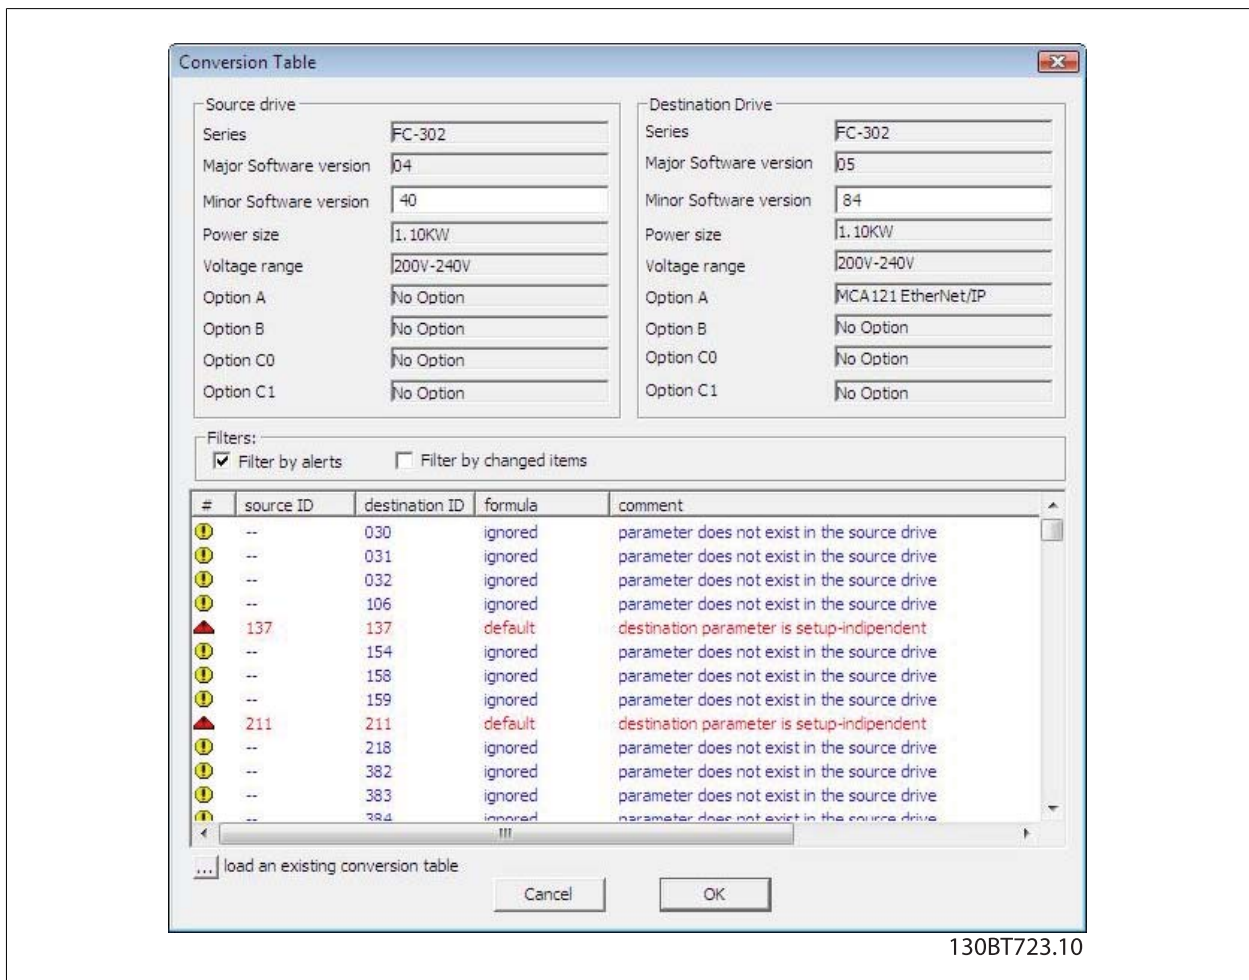 Conversion Table
Source drive
Series FC-302
Major Software version 04
Minor Software version 40
Power size 1.10KW
Voltage range 200V-240V
Option A No Option
Option B No Option
Option C0 No Option
Option C1 No Option
Destination Drive
Series FC-302
Major Software version 05
Minor Software version 84
Power size 1.10KW
Voltage range 200V-240V
Option A MCA121 EtherNet/IP
Option B No Option
Option C0 No Option
Option C1 No Option
Filters:
Filter by alerts Filter by changed items
# source ID destination ID formula comment
-- 030 ignored parameter does not exist in the source drive
-- 031 ignored parameter does not exist in the source drive
-- 032 ignored parameter does not exist in the source drive
-- 106 ignored parameter does not exist in the source drive
137 137 default destination parameter is setup-indipendent
-- 154 ignored parameter does not exist in the source drive
-- 158 ignored parameter does not exist in the source drive
-- 159 ignored parameter does not exist in the source drive
211 211 default destination parameter is setup-indipendent
-- 218 ignored parameter does not exist in the source drive
-- 382 ignored parameter does not exist in the source drive
-- 383 ignored parameter does not exist in the source drive
-- 384 ignored parameter does not exist in the source drive
... load an existing conversion table
Cancel OK
130BT723.10